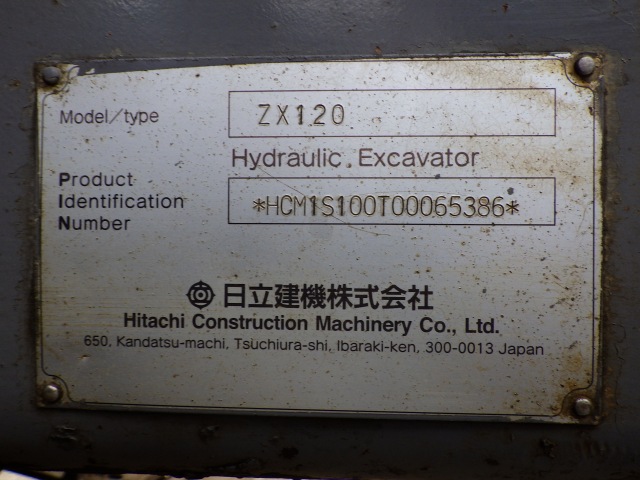 Model/type ZX120
Hydraulic Excavator
Product
Identification
Number
*HCM1S100T00065386*
日立建機株式会社
Hitachi Construction Machinery Co., Ltd.
650, Kandatsu-machi, Tsuchiura-shi, Ibaraki-ken, 300-0013 Japan